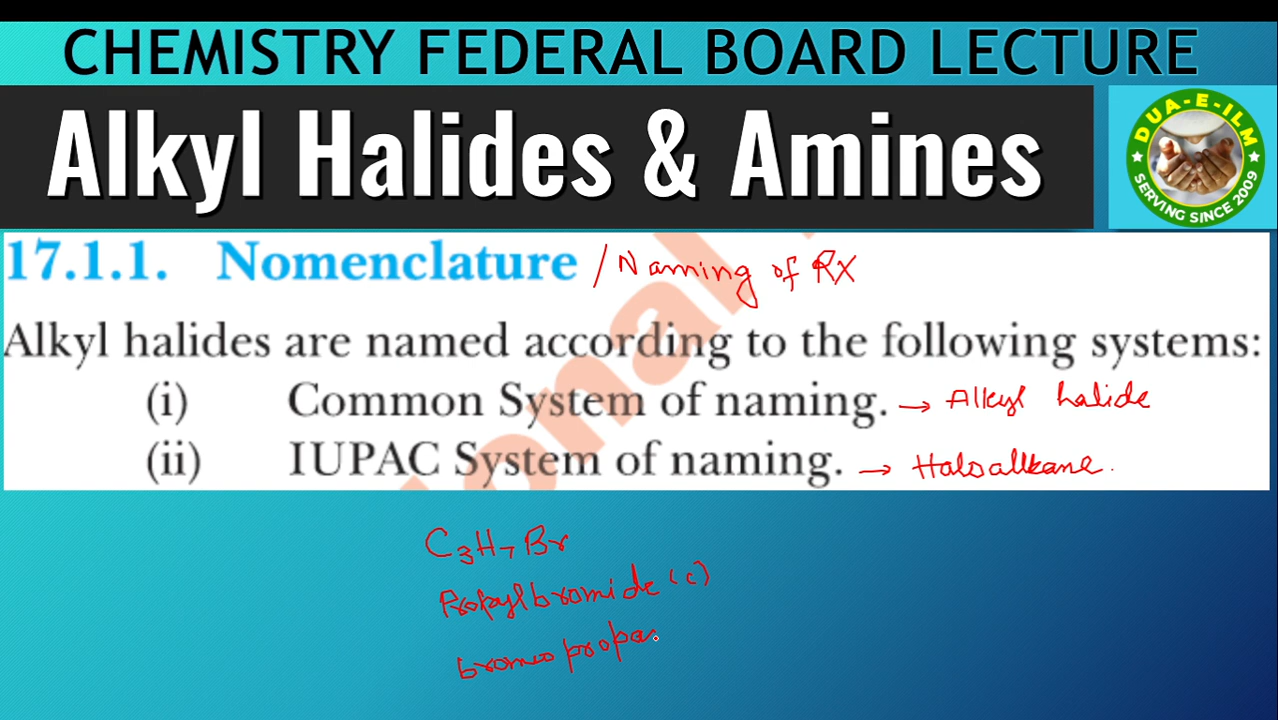 CHEMISTRY FEDERAL BOARD LECTURE
Alkyl Halides & Amines
DUA-E-ILM
SERVING SINCE 2009
17.1.1. Nomenclature / Naming of RX
Alkyl halides are named according to the following systems:
(i) Common System of naming. → Alkyl halide
(ii) IUPAC System of naming. → Haloalkane.
C₃H₇Br
Propylbromide (c)
bromopropa